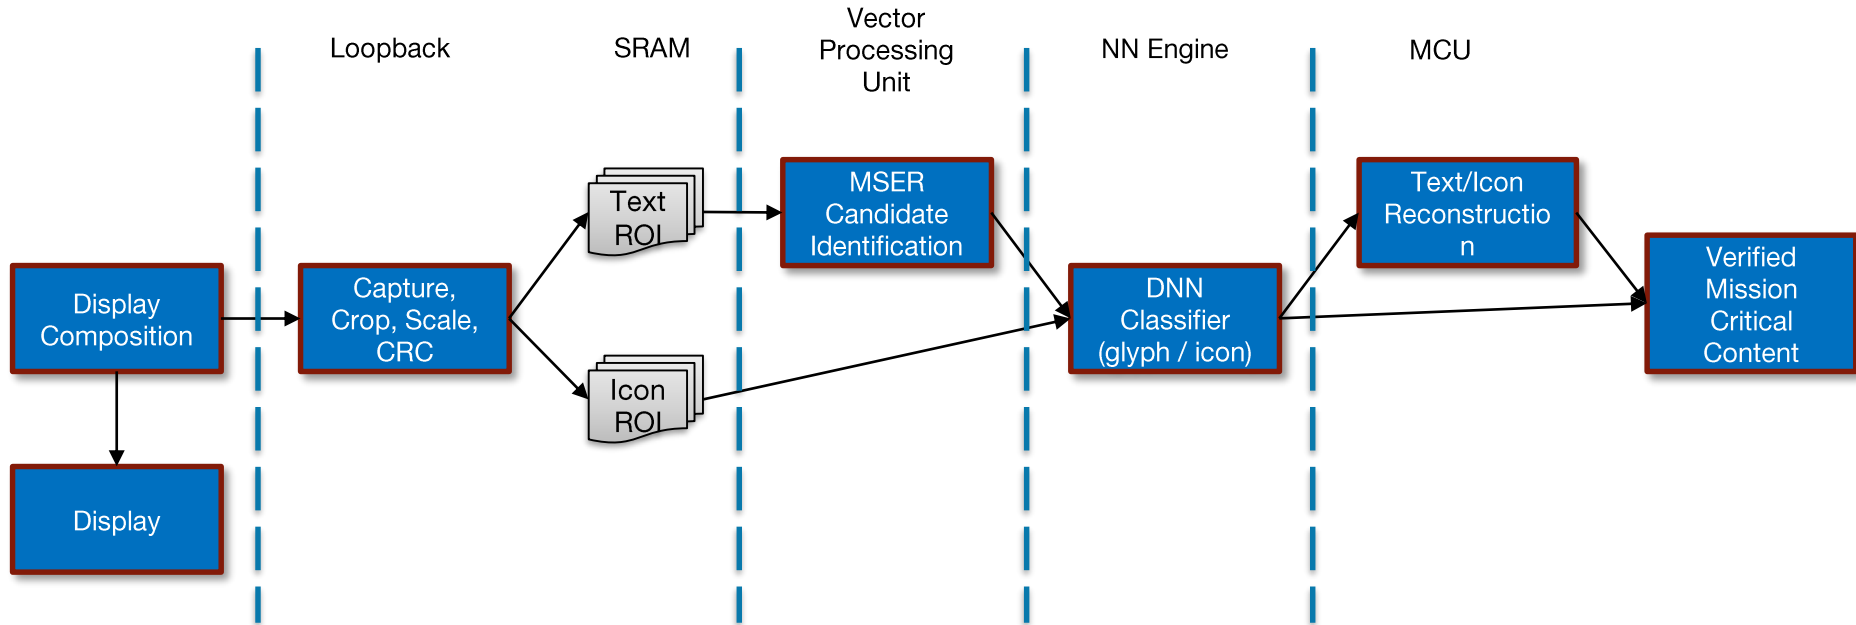 Loopback
SRAM
Vector
Processing
Unit
NN Engine
MCU
Text
ROI
MSER
Candidate
Identification
Text/Icon
Reconstructio
n
Display
Composition
Capture,
Crop, Scale,
CRC
DNN
Classifier
(glyph / icon)
Verified
Mission
Critical
Content
Icon
ROI
Display